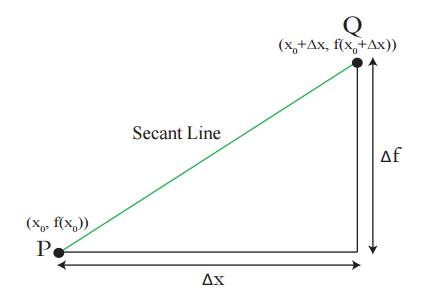 Q
(x₀+Δx, f(x₀+Δx))
Secant Line
Δf
(x₀, f(x₀))
P
Δx